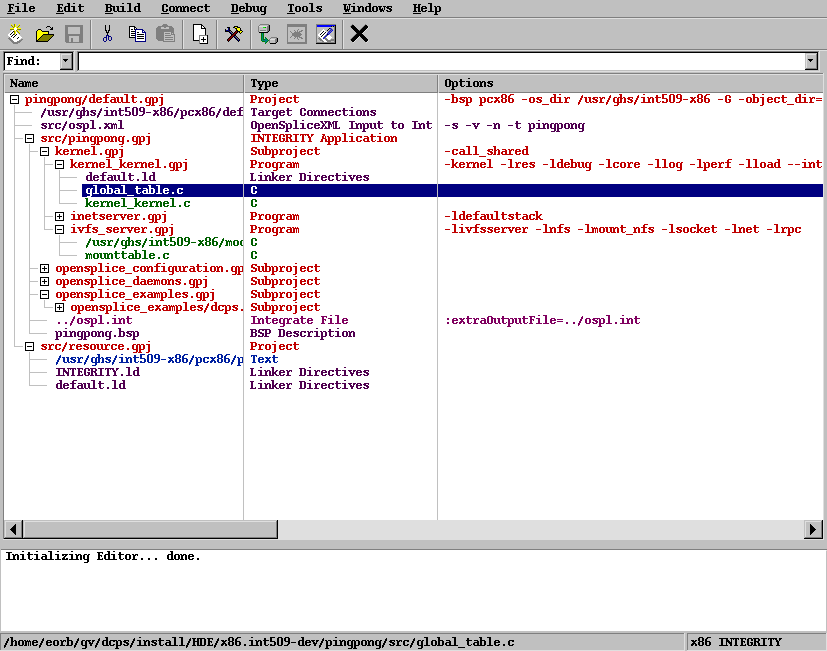 File Edit Build Connect Debug Tools Windows Help
Find:
Name Type Options
pingpong/default.gpj Project -bsp pcx86 -os_dir /usr/ghs/int509-x86 -G -object_dir=
/usr/ghs/int509-x86/pcx86/def Target Connections
src/ospl.xml OpenSpliceXML Input to Int -s -v -n -t pingpong
src/pingpong.gpj INTEGRITY Application
kernel.gpj Subproject -call_shared
kernel_kernel.gpj Program -kernel -lres -ldebug -lcore -llog -lperf -lload --int
default.ld Linker Directives
global_table.c C
kernel_kernel.c C
inetserver.gpj Program -ldefaultstack
ivfs_server.gpj Program -livfsserver -lnfs -lmount_nfs -lsocket -lnet -lrpc
/usr/ghs/int509-x86/mod C
mounttable.c C
opensplice_configuration.gp Subproject
opensplice_daemons.gpj Subproject
opensplice_examples.gpj Subproject
opensplice_examples/dcps. Subproject
../ospl.int Integrate File :extraOutputFile=../ospl.int
pingpong.bsp BSP Description
src/resource.gpj Project
/usr/ghs/int509-x86/pcx86/p Text
INTEGRITY.ld Linker Directives
default.ld Linker Directives
Initializing Editor... done.
/home/eorb/gv/dcps/install/HDE/x86.int509-dev/pingpong/src/global_table.c x86 INTEGRITY